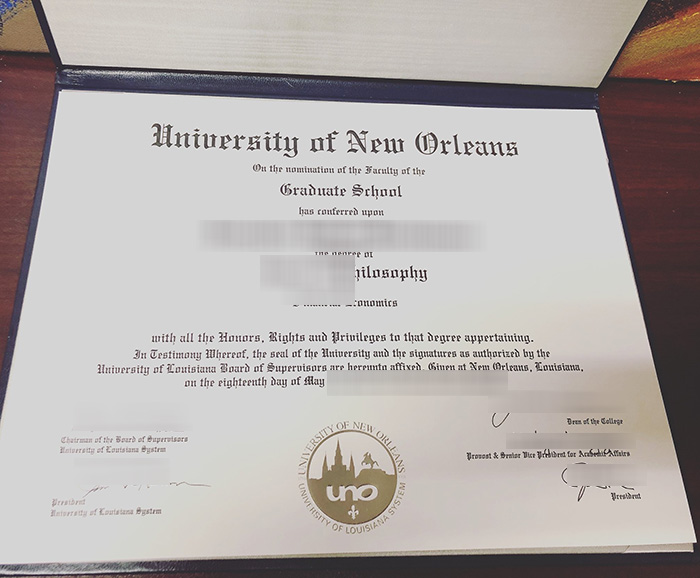 University of New Orleans
On the nomination of the Faculty of the
Graduate School
has conferred upon
the degree of
hilosophy
Financial Economics
with all the Honors, Rights and Privileges to that degree appertaining.
In Testimony Whereof, the seal of the University and the signatures as authorized by the
University of Louisiana Board of Supervisors are hereunto affixed. Given at New Orleans, Louisiana,
on the eighteenth day of May
Chairman of the Board of Supervisors
University of Louisiana System
President
University of Louisiana System
UNIVERSITY OF NEW ORLEANS
uno
UNIVERSITY OF LOUISIANA SYSTEM
Dean of the College
Provost & Senior Vice President for Academic Affairs
President